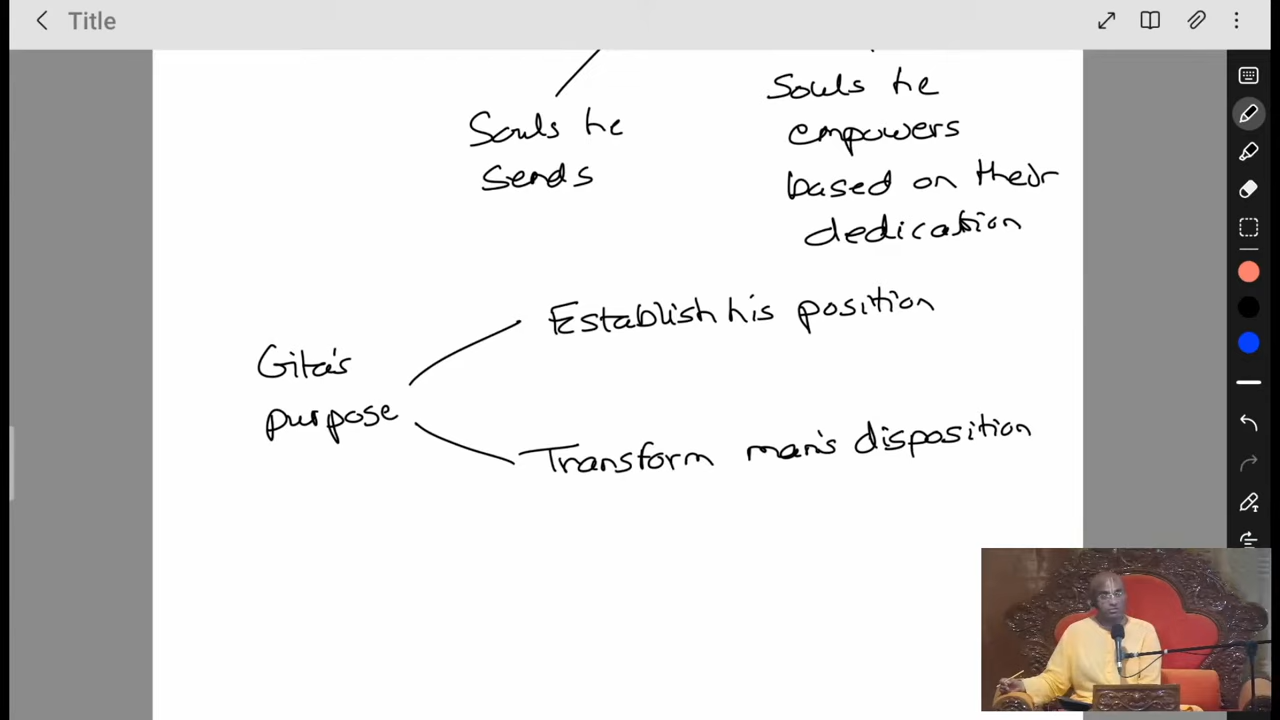 Title
Souls he
sends
Souls he
empowers
based on their
dedication
Gita's
purpose
Establish his position
Transform man's disposition